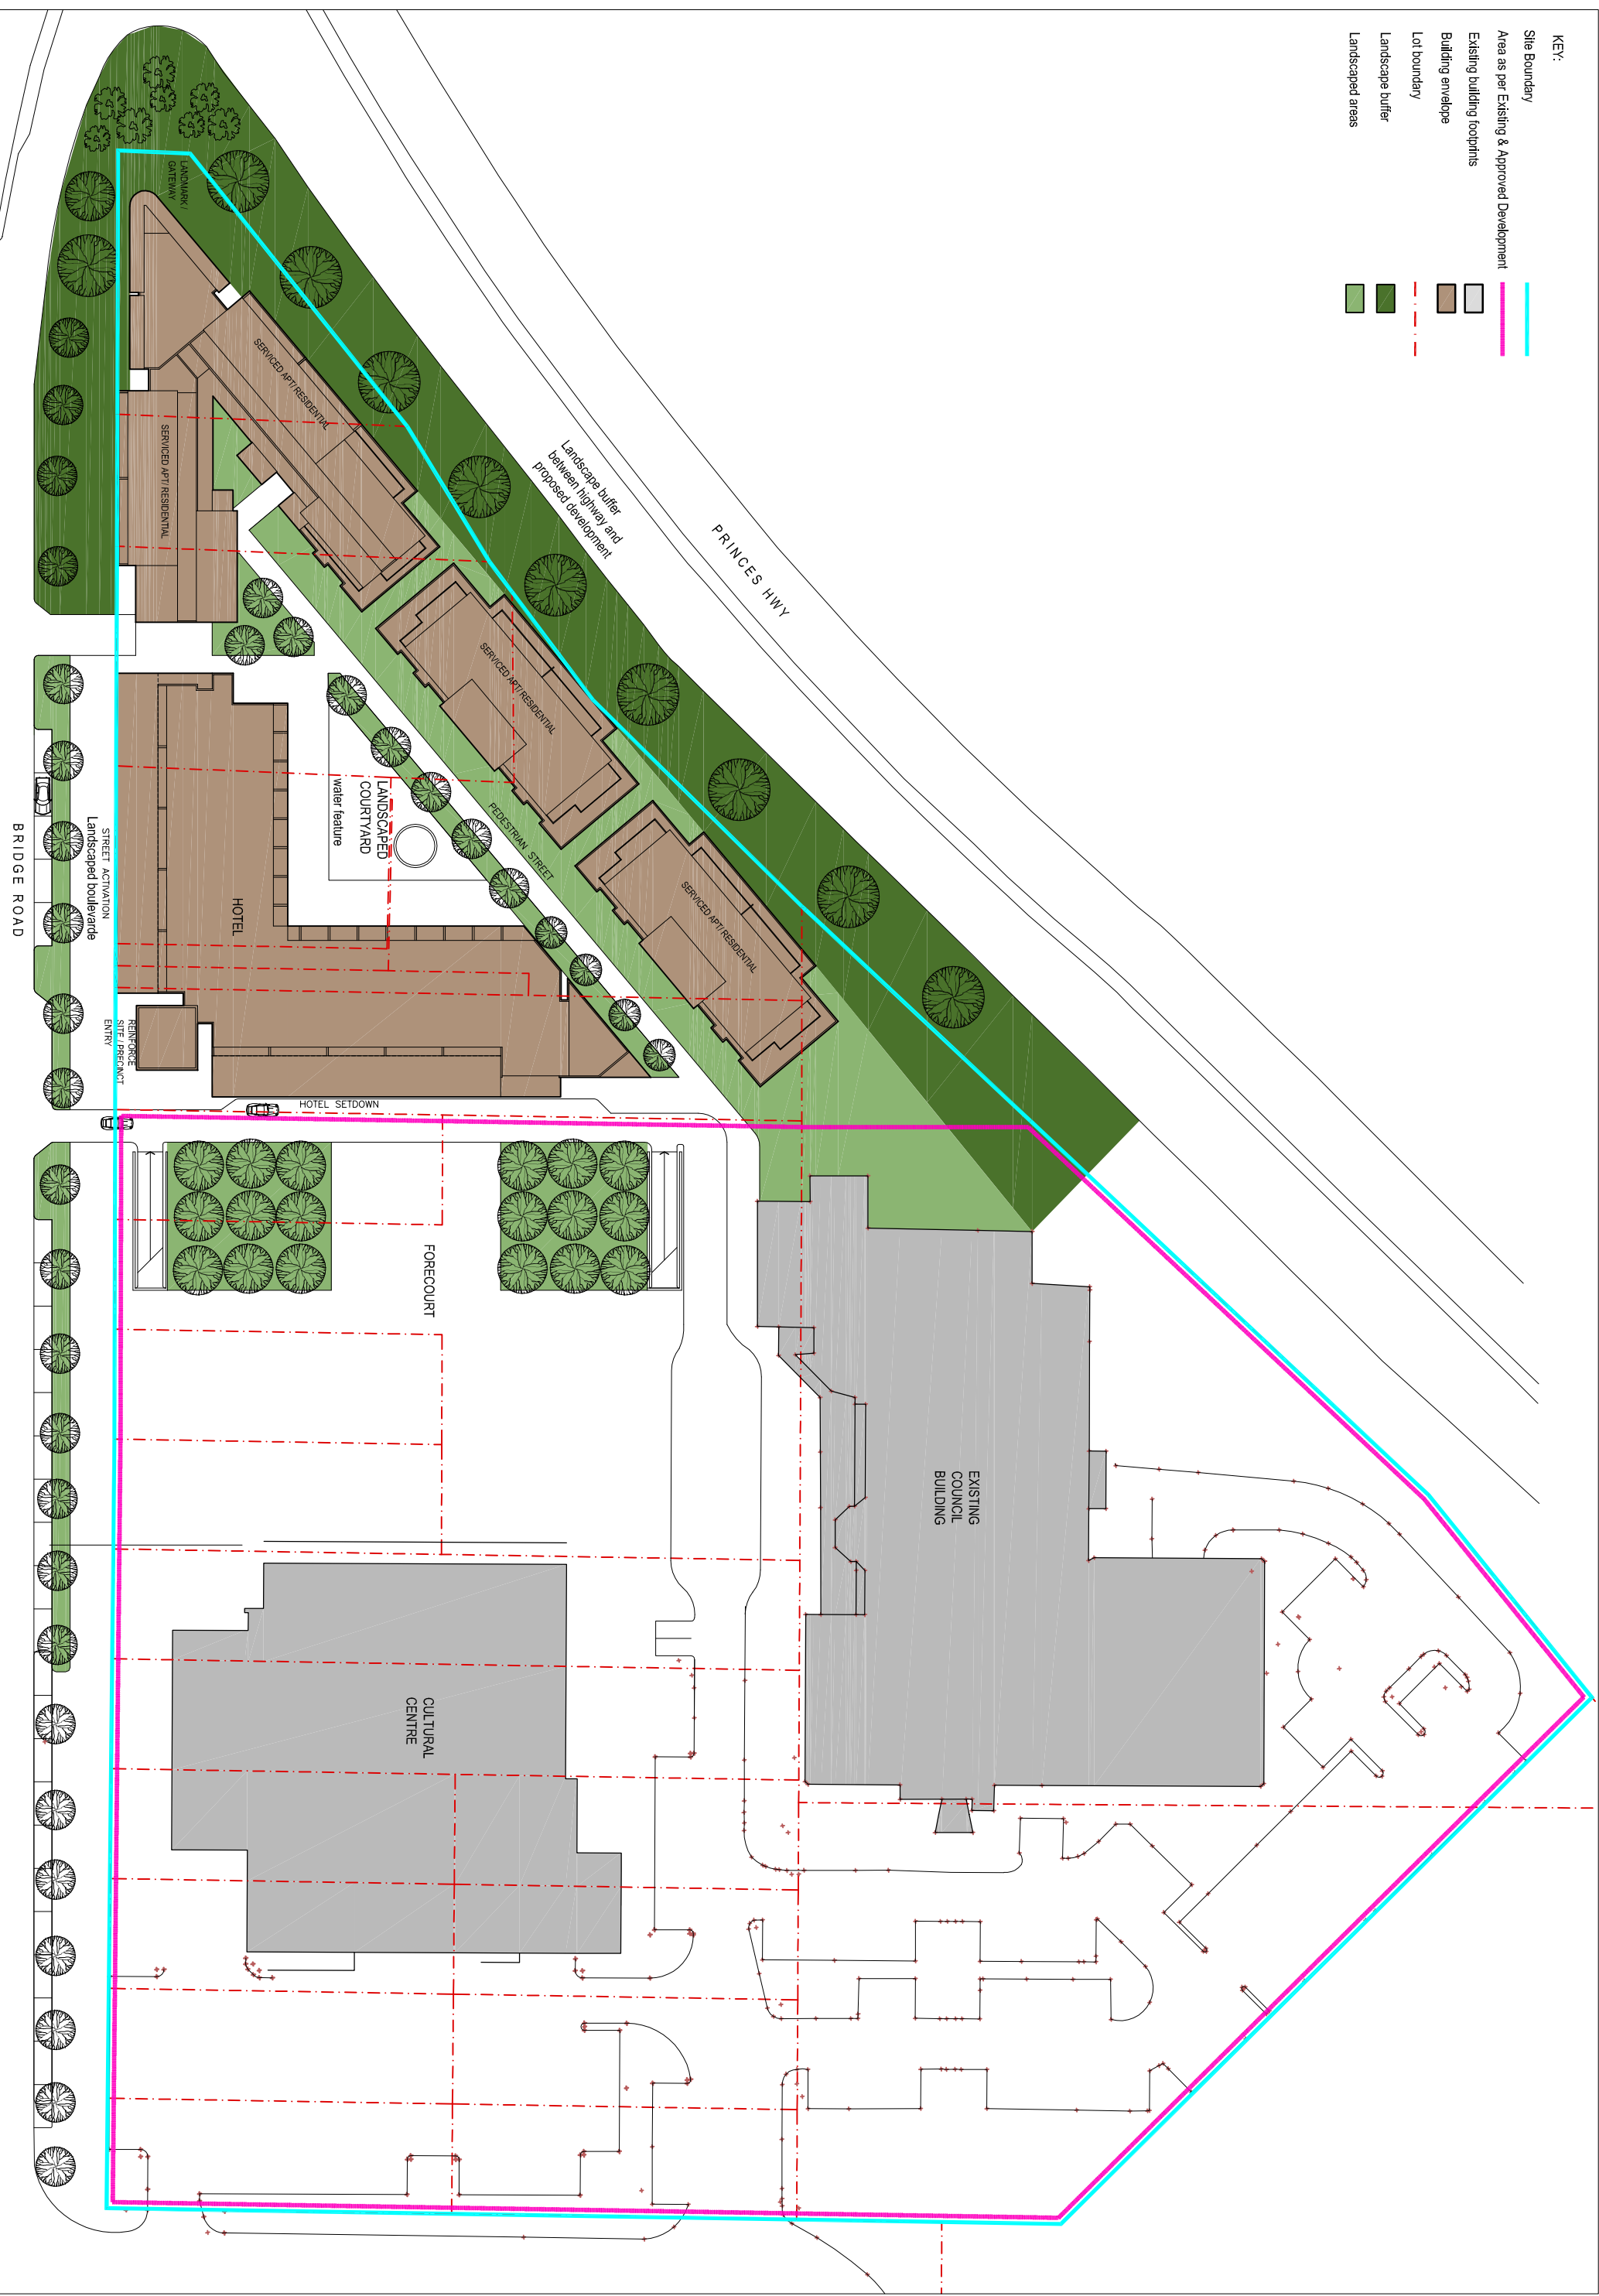 KEY:
Site Boundary
Area as per Existing & Approved Development
Existing building footprints
Building envelope
Lot boundary
Landscape buffer
Landscaped areas
PRINCES HWY
Landscape buffer
between highway and
proposed development
LANDMARK /
GATEWAY
SERVICED APT/RESIDENTIAL
SERVICED APT/RESIDENTIAL
SERVICED APT/RESIDENTIAL
SERVICED APT/RESIDENTIAL
PEDESTRIAN STREET
LANDSCAPED
COURTYARD
water feature
HOTEL
STREET ACTIVATION
Landscaped boulevarde
BRIDGE ROAD
REINFORCE
SITE / PRECINCT
ENTRY
HOTEL SETDOWN
FORECOURT
EXISTING
COUNCIL
BUILDING
CULTURAL
CENTRE